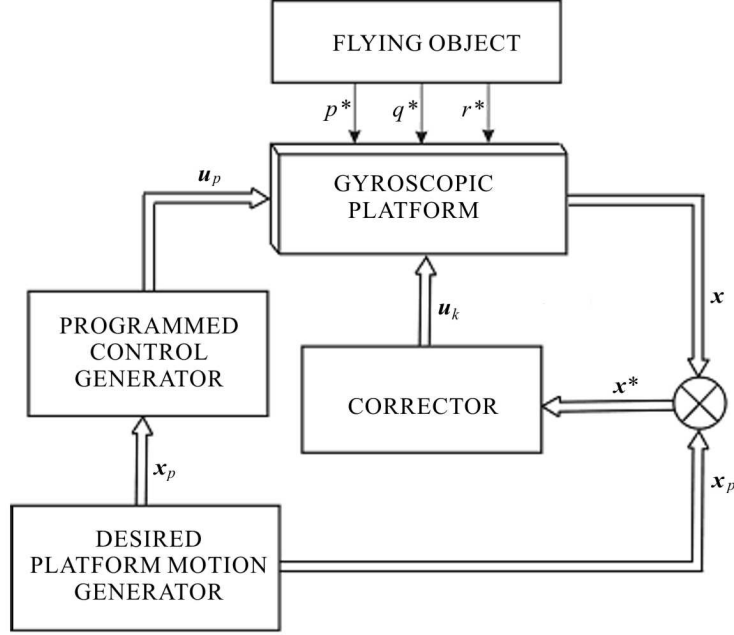 FLYING OBJECT
p* q* r*
u_p
GYROSCOPIC
PLATFORM
x
PROGRAMMED
CONTROL
GENERATOR
u_k
CORRECTOR
x*
x_p
x_p
DESIRED
PLATFORM MOTION
GENERATOR